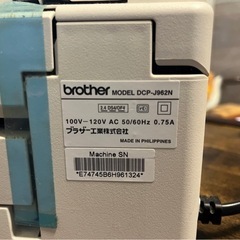 brother MODEL DCP-J962N
100V-120V AC 50/60Hz 0.75A
ブラザー工業株式会社
MADE IN PHILIPPINES
Machine SN
*E74745B6H961324*